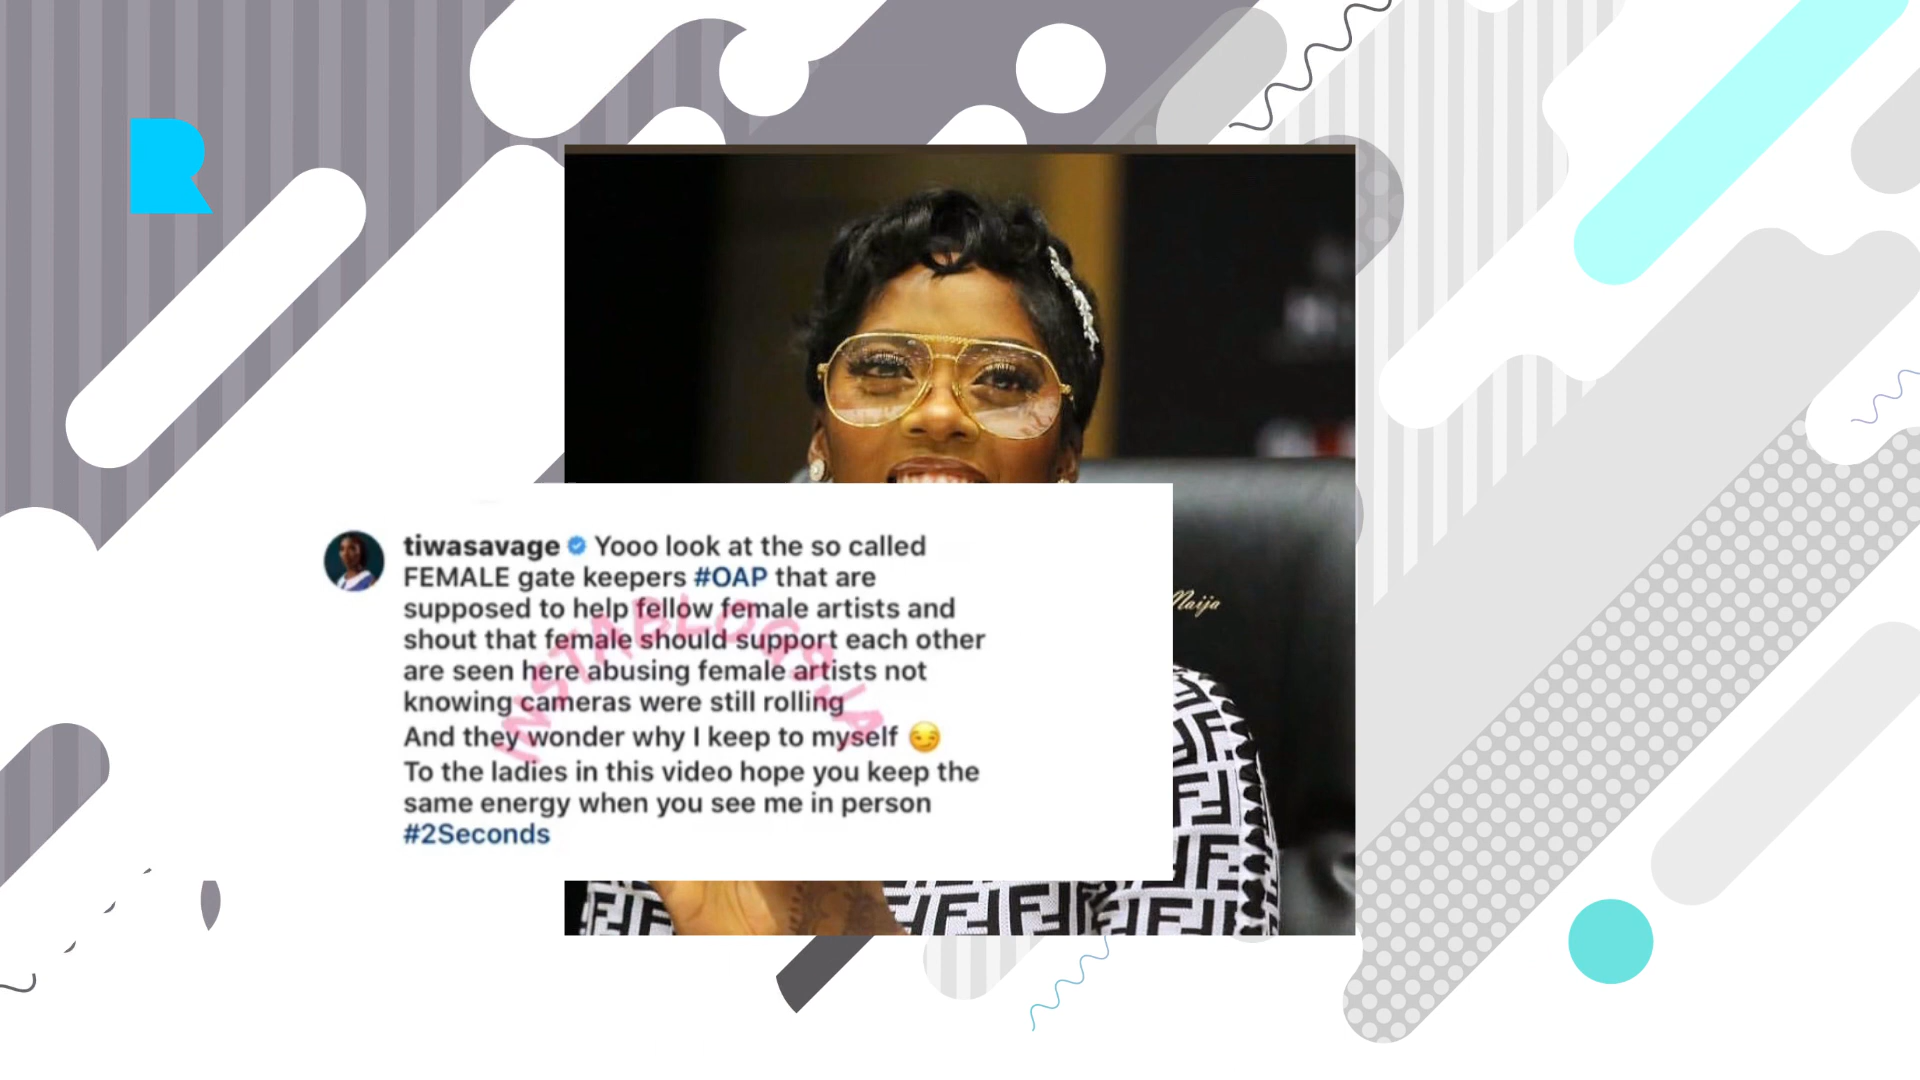 R
tiwasavage Yooo look at the so called
FEMALE gate keepers #OAP that are
supposed to help fellow female artists and
shout that female should support each other
are seen here abusing female artists not
knowing cameras were still rolling
And they wonder why I keep to myself 😏
To the ladies in this video hope you keep the
same energy when you see me in person
#2Seconds
INSTABLOG9JA
Naija